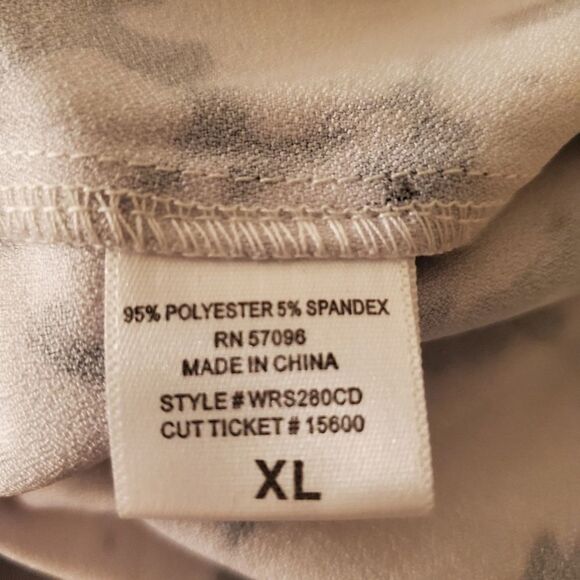 95% POLYESTER 5% SPANDEX
RN 57096
MADE IN CHINA
STYLE # WRS280CD
CUT TICKET # 15600
XL